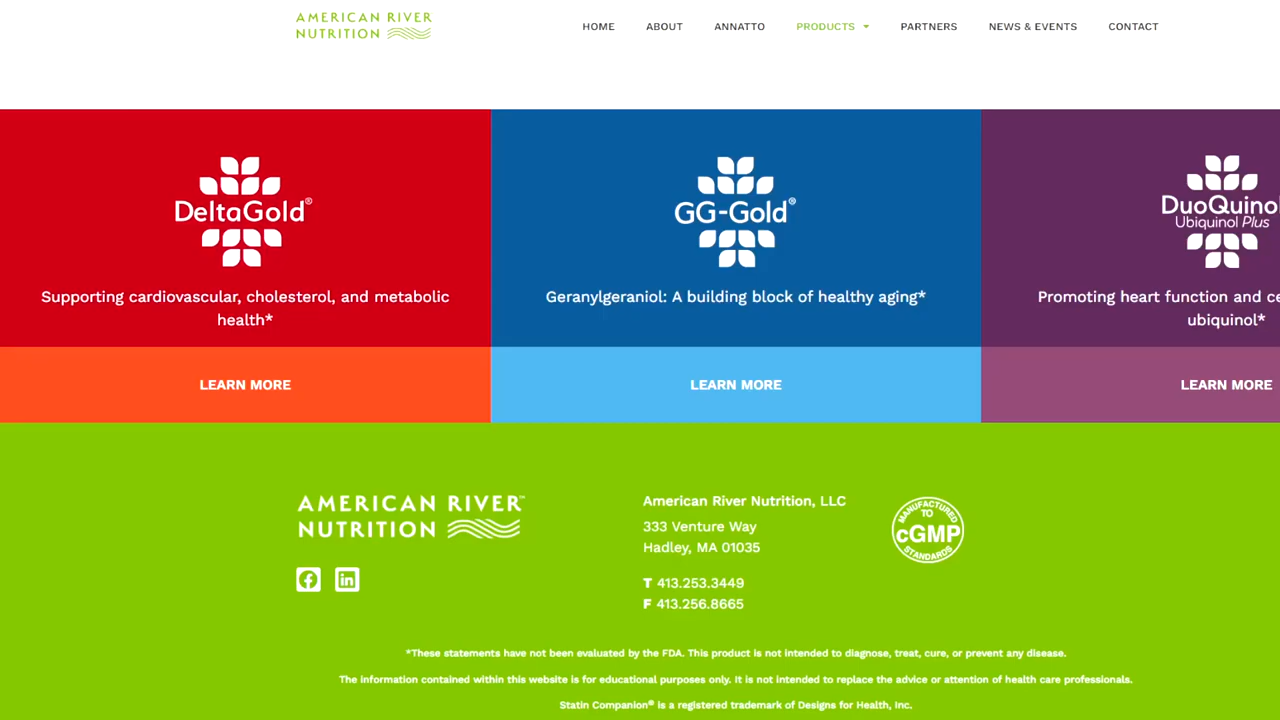 AMERICAN RIVER
NUTRITION
HOME ABOUT ANNATTO PRODUCTS PARTNERS NEWS & EVENTS CONTACT
DeltaGold®
Supporting cardiovascular, cholesterol, and metabolic
health*
LEARN MORE
GG-Gold®
Geranylgeraniol: A building block of healthy aging*
LEARN MORE
DuoQuinol
Ubiquinol Plus
Promoting heart function and
ubiquinol*
LEARN MORE
AMERICAN RIVER™
NUTRITION
American River Nutrition, LLC
333 Venture Way
Hadley, MA 01035
T 413.253.3449
F 413.256.8665
MANUFACTURED
TO
cGMP
STANDARDS
*These statements have not been evaluated by the FDA. This product is not intended to diagnose, treat, cure, or prevent any disease.
The information contained within this website is for educational purposes only. It is not intended to replace the advice or attention of health care professionals.
Statin Companion® is a registered trademark of Designs for Health, Inc.